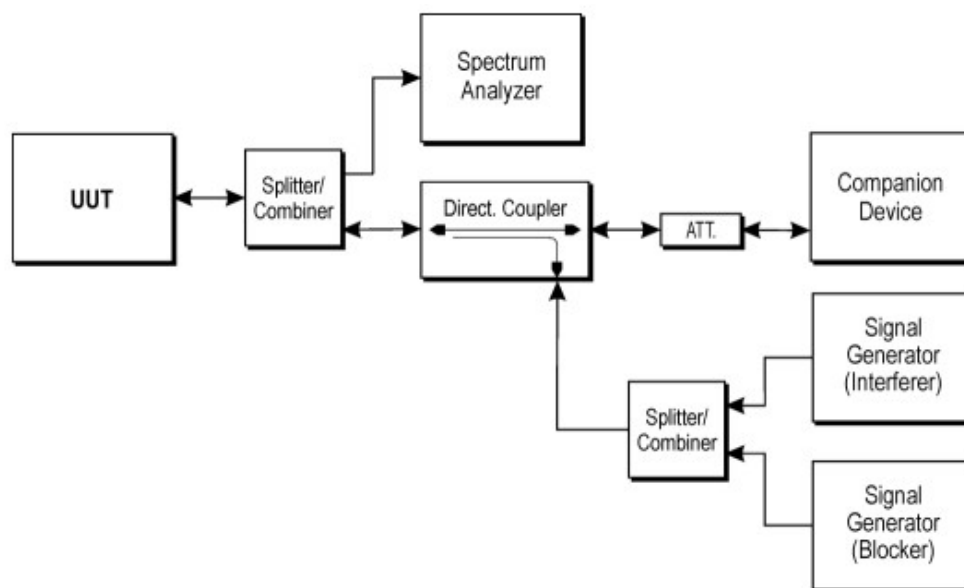 Spectrum
Analyzer
UUT
Splitter/
Combiner
Direct. Coupler
ATT.
Companion
Device
Signal
Generator
(Interferer)
Splitter/
Combiner
Signal
Generator
(Blocker)